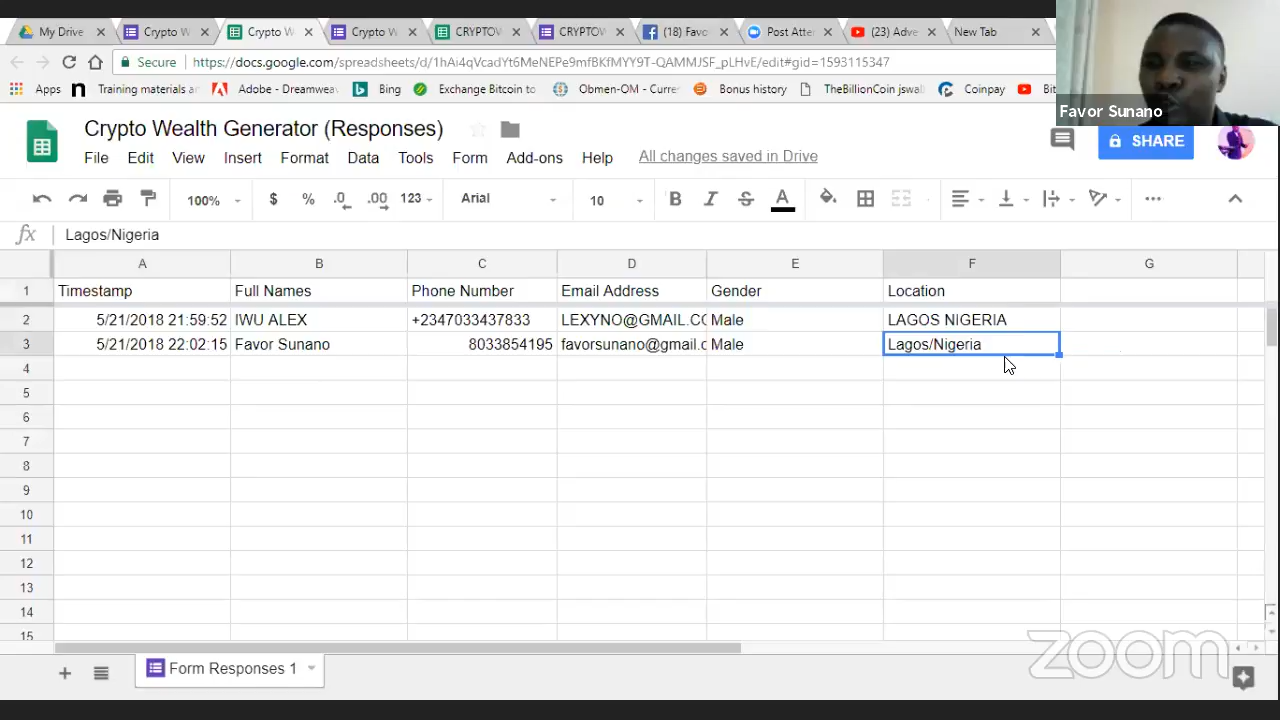 My Drive Crypto W Crypto W Crypto W CRYPTOV CRYPTOV (18) Favo Post Atte (23) Adve New Tab
Secure https://docs.google.com/spreadsheets/d/1hAi4qVcadYt6MeNEPe9mfBKfMYY9T-QAMMJSF_pLHvE/edit#gid=1593115347
Apps Training materials ar Adobe - Dreamweav Bing Exchange Bitcoin to Obmen-OM - Curre Bonus history TheBillionCoin jswall Coinpay Bit
Favor Sunano
Crypto Wealth Generator (Responses)
File Edit View Insert Format Data Tools Form Add-ons Help All changes saved in Drive
SHARE
100% $ % .0 .00 123 Arial 10 B I S A
fx Lagos/Nigeria
A B C D E F G
1 Timestamp Full Names Phone Number Email Address Gender Location
2 5/21/2018 21:59:52 IWU ALEX +2347033437833 LEXYNO@GMAIL.CO Male LAGOS NIGERIA
3 5/21/2018 22:02:15 Favor Sunano 8033854195 favorsunano@gmail.c Male Lagos/Nigeria
4
5
6
7
8
9
10
11
12
13
14
15
Form Responses 1
zoom